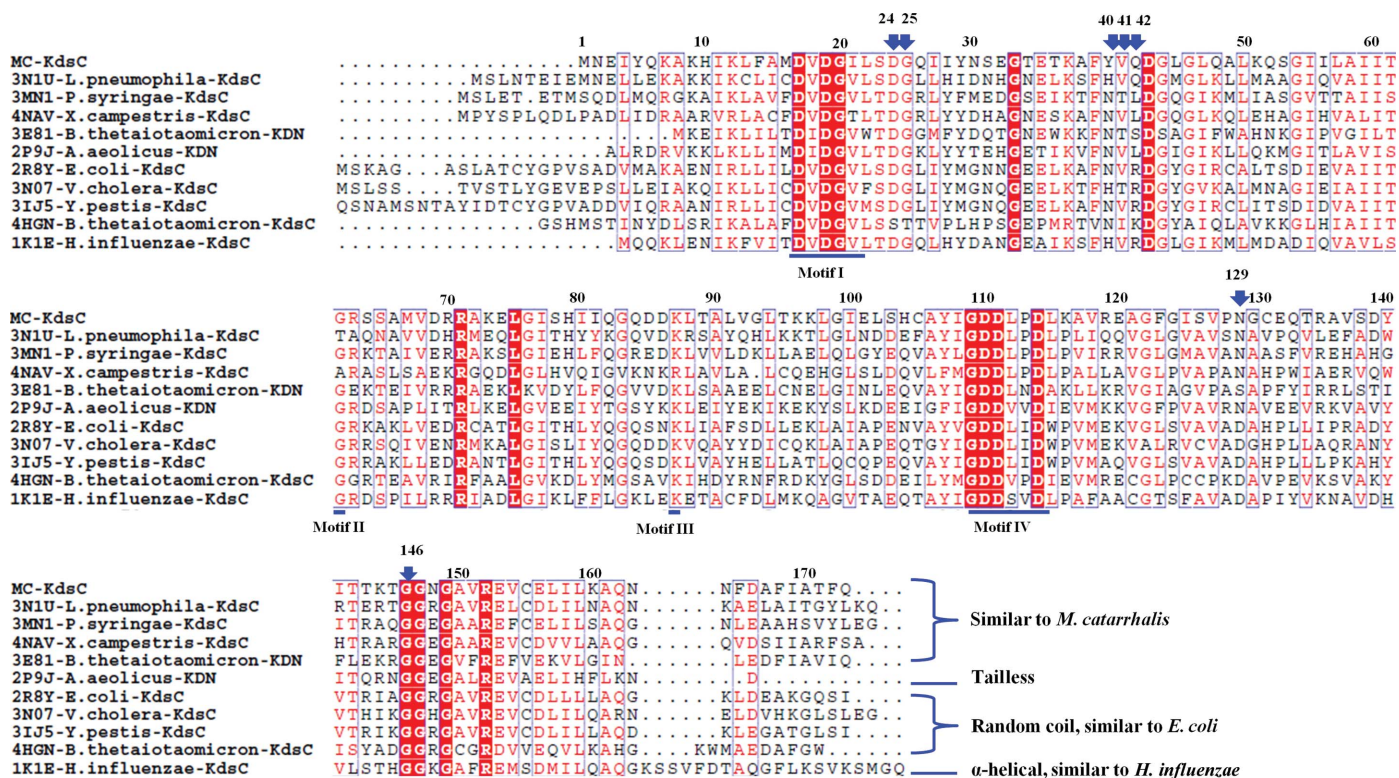 24 25 40 41 42
1 10 20 30 50 60
MC-KdsC ..................MNEIYQKAKHIKLFAMDVDGILSDGQIIYNSEGTETKAFYVQDGLGLQALKQSGIILAIIT
3N1U-L.pneumophila-KdsC ..........MSLNTEIEMNELIEKAKKIKCLICDVDGVLTDGLLHIDNHGNELKSFHVQDGMGLKLLMAAGIQVAIIT
3MN1-P.syringae-KdsC .........MSLET.ETMSQDLMQRGKAIKLAVFDVDGVLTDGRLYFMEDGSEIKTFNTLDGQGIKMLIASGVTTAIIS
4NAV-X.campestris-KdsC .........MPYSPLQDLPADLIDRAARVRLACFDVDGTLTDGRLYYDHAGNESKAFNVLDGQGLKQLEHAGIHVALIT
3E81-B.thetaiotaomicron-KDN .........................MKEIKLILTDIDGVWTDGGMFYDQTGNEWKKFNTSDSAGIFWAHNKGIPVGILT
2P9J-A.aeolicus-KDN ....................ALRDRVKKLKLLIMDIDGVLTDGKLYYTEHGETIKVFNVLDGIGIKLLQKMGITLAVIS
2R8Y-E.coli-KdsC MSKAG...ASLATCYGPVSADVMAKAENIRLLILDVDGVLSDGLIYMGNNGEELKAFNVRDGYGIRCALTSDIEVAIIT
3N07-V.cholera-KdsC MSLSS....TVSTLYGEVEPSLLEIAKQIKLLICDVDGVFSDGLIYMGNQGEELKTFHTRDGYGVKALMNAGIEIAIIT
3IJ5-Y.pestis-KdsC QSNAMSNTAYIDTCYGPVADDVIQRAANIRLLICDVDGVMSDGLIYMGNQGEELKAFNVRDGYGIRCLITSDIDVAIIT
4HGN-B.thetaiotaomicron-KdsC ...............GSHMSTINYDLSRIKALAFDVDGVLSSTTVPLHPSGEPMRTVNIKDGYAIQLAVKKGLHIAIIT
1K1E-H.influenzae-KdsC .....................MQQKLENIKFVITDVDGVLTDGQLHYDANGEAIKSFHVRDGLGIKMLMDADIQVAVLS
Motif I
129
70 80 90 100 110 120 130 140
MC-KdsC GRSSAMVDRRAKELGISHIIQGQDDKLTALVGLTKKLGIELSHCAYIGDDLPDLKAVREAGFGISVPNGCEQTRAVSDY
3N1U-L.pneumophila-KdsC TAQNAVVDHRMEQLGITHYYKGQVDKRSAYQHLKKTLGLNDDEFAYIGDDLPDLPLIQQVGLGVAVSNAVPQVLEFADW
3MN1-P.syringae-KdsC GRKTAIVERRAKSLGIEHLFQGREDKLVVLDKLLAELQLGYEQVAYLGDDLPDLPVIRRVGLGMAVANAASFVREHAHG
4NAV-X.campestris-KdsC ARASLSAEKRGQDLGLHVQIGVKNKRLAVLA.LCQEHGLSLDQVLFMGDDLPDLPALLAVGLPVAPANAHPWIAERVQW
3E81-B.thetaiotaomicron-KDN GEKTEIVRRRAEKLKVDYLFQGVVDKLSAAEELCNELGINLEQVAYIGDDLNDAKLLKRVGIAGVPASAPFYIRRLSTI
2P9J-A.aeolicus-KDN GRDSAPLITRLKELGVEEIYTGSYKKLEIYEKIKEKYSLKDEEIGFIGDDVVDIEVMKKVGFPVAVRNAVEEVRKVAVY
2R8Y-E.coli-KdsC GRKAKLVEDRCATLGITHLYQGQSNKLIAFSDLLEKLAIAPENVAYVGDDLIDWPVMEKVGLSVAVADAHPLLIPRADY
3N07-V.cholera-KdsC GRRSQIVENRMKALGISLIYQGQDDKVQAYYDICQKLAIAPEQTGYIGDDLIDWPVMEKVALRVCVADGHPLLAQRANY
3IJ5-Y.pestis-KdsC GRRAKLLEDRANTLGITHLYQGQSDKLVAYHELLATLQCQPEQVAYIGDDLIDWPVMAQVGLSVAVADAHPLLLPKAHY
4HGN-B.thetaiotaomicron-KdsC GGRTEAVRIRFAALGVKDLYMGSAVKIHDYRNFRDKYGLSDDEILYMGDDVPDIEVMRECGLPCCPKDAVPEVKSVAKY
1K1E-H.influenzae-KdsC GRDSPILRRRIADLGIKLFFLGKLEKETACFDLMKQAGVTAEQTAYIGDDSVDLPAFAACGTSFAVADAPIYVKNAVDH
Motif II Motif III Motif IV
146
150 160 170
MC-KdsC ITTKTGGNGAVREVCELILKAQN......NFDAFIATFQ....
3N1U-L.pneumophila-KdsC RTERTGGRGAVRELCDLILNAQN......KAELAITGYLKQ..
3MN1-P.syringae-KdsC ITRAQGGEGAAREFCELILSAQG......NLEAAHSVYLEG..
4NAV-X.campestris-KdsC HTRARGGEGAVREVCDVVLAAQG......QVDSIIARFSA...
3E81-B.thetaiotaomicron-KDN FLEKRGGEGVFREFVEKVLGIN........LEDFIAVIQ....
2P9J-A.aeolicus-KDN ITQRNGGEGALREVAELIHFLKN........D...........
2R8Y-E.coli-KdsC VTRIAGGRGAVREVCDLLLLAQG......KLDEAKGQSI....
3N07-V.cholera-KdsC VTHIKGGHGAVREVCDLILQARN......ELDVHKGLSLEG..
3IJ5-Y.pestis-KdsC VTRIKGGRGAVREVCDLILLAQD......KLEGATGLSI....
4HGN-B.thetaiotaomicron-KdsC ISYADGGRGCGRDVVEQVLKAHG....KWMAEDAFGW......
1K1E-H.influenzae-KdsC VLSTHGGKGAFREMSDMILQAQGKSSVFDTAQGFLKSVKSMGQ
Similar to M. catarrhalis
Tailless
Random coil, similar to E. coli
α-helical, similar to H. influenzae